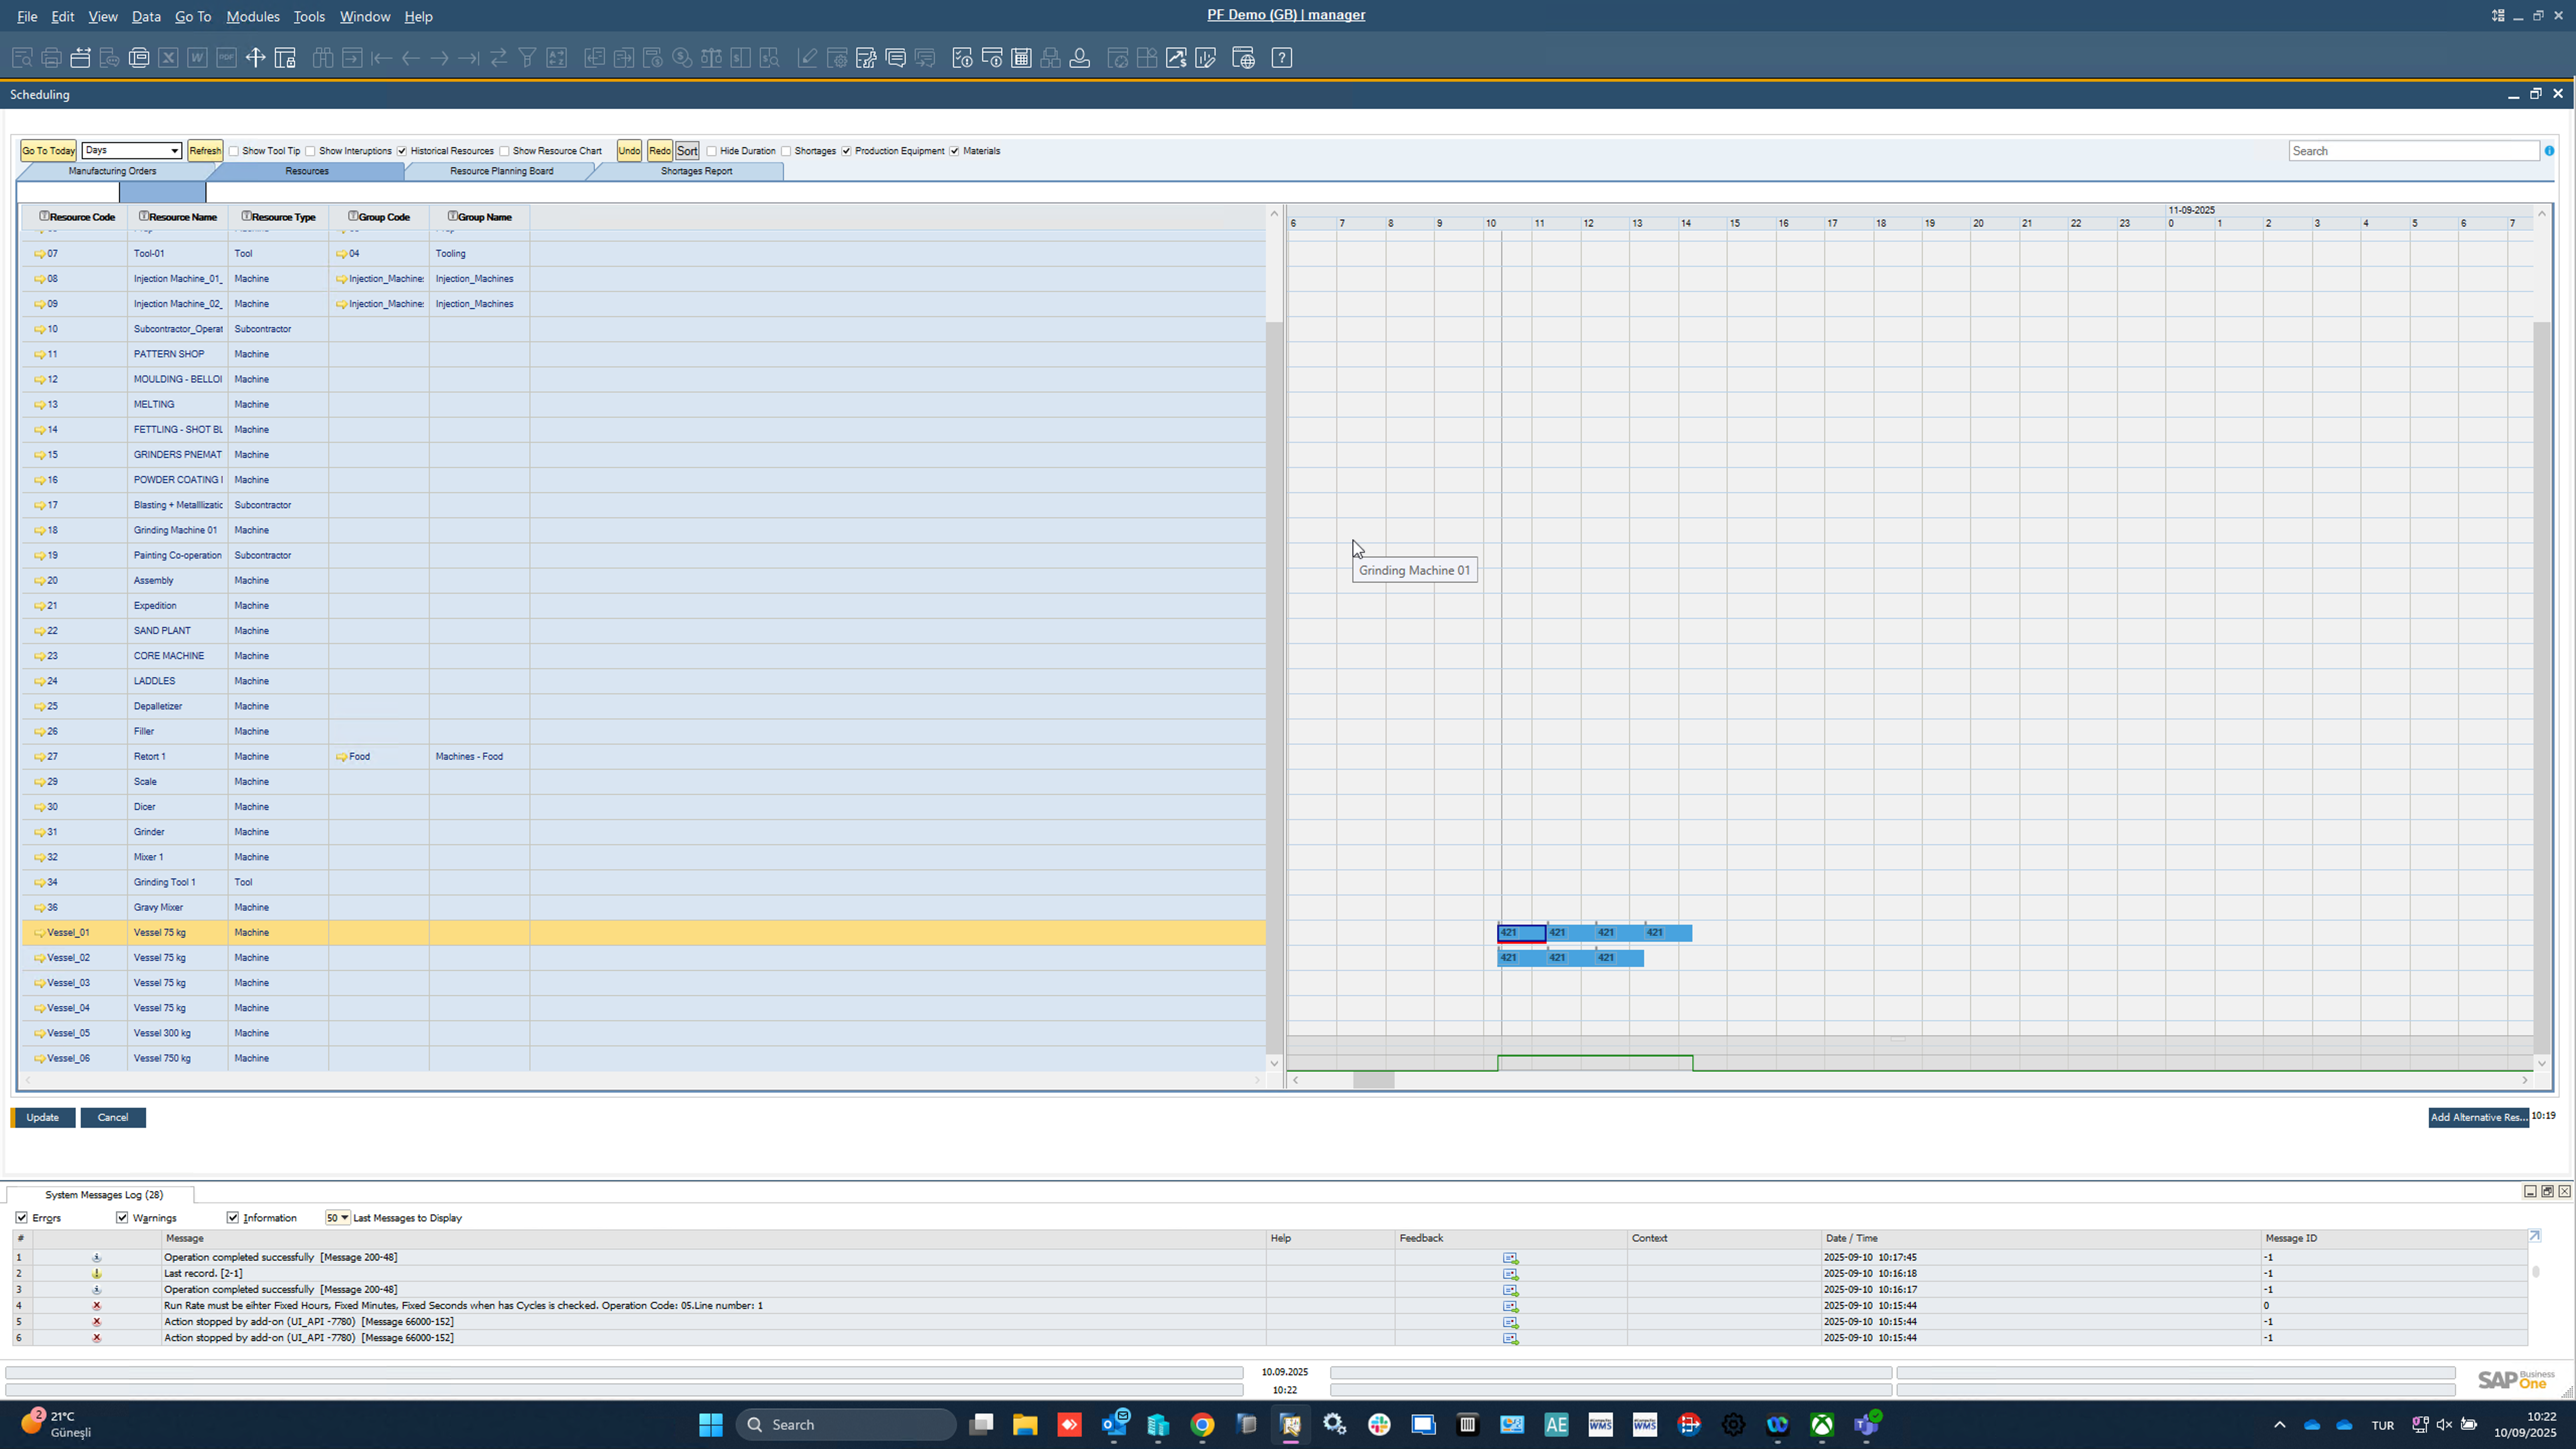 File Edit View Data Go To Modules Tools Window Help
PF Demo (GB) | manager
Scheduling
Go To Today Days Refresh Show Tool Tip Show Interuptions Historical Resources Show Resource Chart Undo Redo Sort Hide Duration Shortages Production Equipment Materials Search
Manufacturing Orders Resources Resource Planning Board Shortages Report
Resource Code Resource Name Resource Type Group Code Group Name
11-09-2025
6 7 8 9 10 11 12 13 14 15 16 17 18 19 20 21 22 23 0 1 2 3 4 5 6 7
07 Tool-01 Tool 04 Tooling
08 Injection Machine_01_ Machine Injection_Machine: Injection_Machines
09 Injection Machine_02_ Machine Injection_Machine: Injection_Machines
10 Subcontractor_Operat Subcontractor
11 PATTERN SHOP Machine
12 MOULDING - BELLOI Machine
13 MELTING Machine
14 FETTLING - SHOT BL Machine
15 GRINDERS PNEMAT Machine
16 POWDER COATING I Machine
17 Blasting + Metalllizatic Subcontractor
18 Grinding Machine 01 Machine
19 Painting Co-operation Subcontractor
Grinding Machine 01
20 Assembly Machine
21 Expedition Machine
22 SAND PLANT Machine
23 CORE MACHINE Machine
24 LADDLES Machine
25 Depalletizer Machine
26 Filler Machine
27 Retort 1 Machine Food Machines - Food
29 Scale Machine
30 Dicer Machine
31 Grinder Machine
32 Mixer 1 Machine
34 Grinding Tool 1 Tool
36 Gravy Mixer Machine
Vessel_01 Vessel 75 kg Machine 421 421 421 421
Vessel_02 Vessel 75 kg Machine 421 421 421
Vessel_03 Vessel 75 kg Machine
Vessel_04 Vessel 75 kg Machine
Vessel_05 Vessel 300 kg Machine
Vessel_06 Vessel 750 kg Machine
Update Cancel Add Alternative Res... 10:19
System Messages Log (28)
Errors Warnings Information 50 Last Messages to Display
# Message Help Feedback Context Date / Time Message ID
1 Operation completed successfully [Message 200-48] 2025-09-10 10:17:45 -1
2 Last record. [2-1] 2025-09-10 10:16:18 -1
3 Operation completed successfully [Message 200-48] 2025-09-10 10:16:17 -1
4 Run Rate must be eihter Fixed Hours, Fixed Minutes, Fixed Seconds when has Cycles is checked. Operation Code: 05.Line number: 1 2025-09-10 10:15:44 0
5 Action stopped by add-on (UI_API -7780) [Message 66000-152] 2025-09-10 10:15:44 -1
6 Action stopped by add-on (UI_API -7780) [Message 66000-152] 2025-09-10 10:15:44 -1
10.09.2025
10:22
SAP Business One
2 21°C
Güneşli
Search
AE WMS WMS
TUR
10:22
10/09/2025